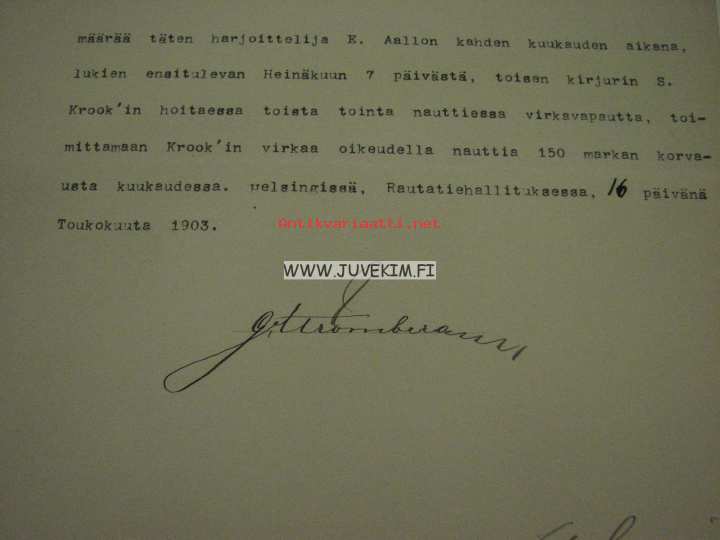 määrää täten harjoittelija E. Aallon kahden kuukauden aikana,
lukien ensitulevan Heinäkuun 7 päivästä, toisen kirjurin S.
Krook'in hoitaessa toista tointa nauttiessa virkavapautta, toi-
mittamaan Krook'in virkaa oikeudella nauttia 150 markan korva-
usta kuukaudessa. Helsingissä, Rautatiehallituksessa, 16 päivänä
Toukokuuta 1903.
Antikvariaatti.net
WWW.JUVEKIM.FI